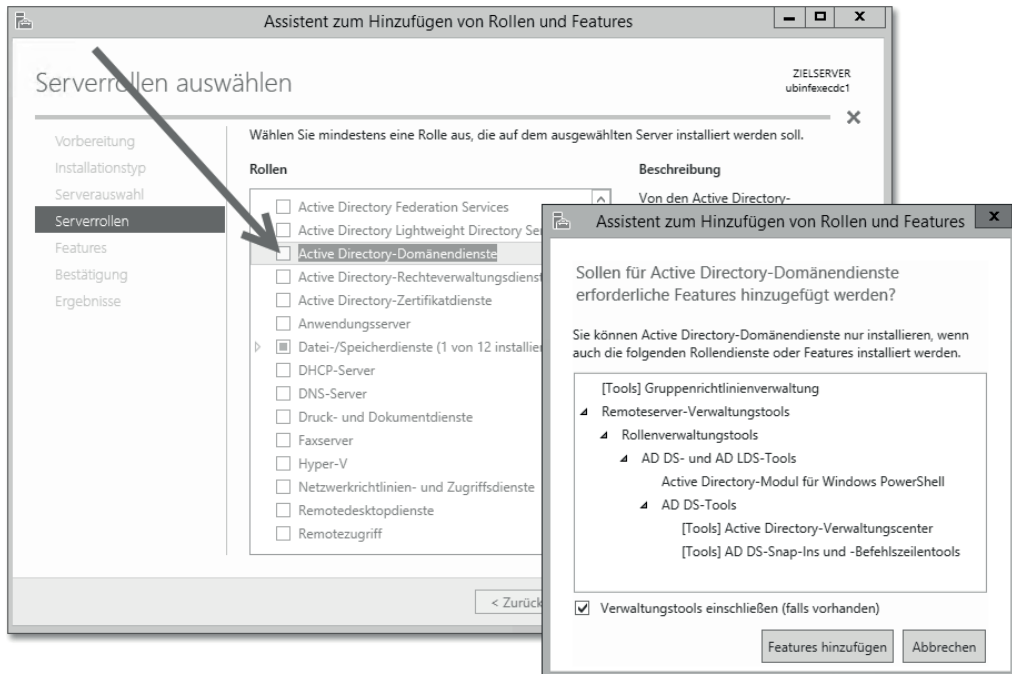 Assistent zum Hinzufügen von Rollen und Features
Serverrollen auswählen
ZIELSERVER
ubinfexecdc1
Vorbereitung
Installationstyp
Serverauswahl
Serverrollen
Features
Bestätigung
Ergebnisse
Wählen Sie mindestens eine Rolle aus, die auf dem ausgewählten Server installiert werden soll.
Rollen
Active Directory Federation Services
Active Directory Lightweight Directory Ser
Active Directory-Domänendienste
Active Directory-Rechteverwaltungsdienst
Active Directory-Zertifikatdienste
Anwendungsserver
Datei-/Speicherdienste (1 von 12 installier
DHCP-Server
DNS-Server
Druck- und Dokumentdienste
Faxserver
Hyper-V
Netzwerkrichtlinien- und Zugriffsdienste
Remotedesktopdienste
Remotezugriff
Beschreibung
Von den Active Directory-
< Zurück
Assistent zum Hinzufügen von Rollen und Features
Sollen für Active Directory-Domänendienste
erforderliche Features hinzugefügt werden?
Sie können Active Directory-Domänendienste nur installieren, wenn
auch die folgenden Rollendienste oder Features installiert werden.
[Tools] Gruppenrichtlinienverwaltung
Remoteserver-Verwaltungstools
Rollenverwaltungstools
AD DS- und AD LDS-Tools
Active Directory-Modul für Windows PowerShell
AD DS-Tools
[Tools] Active Directory-Verwaltungscenter
[Tools] AD DS-Snap-Ins und -Befehlszeilentools
Verwaltungstools einschließen (falls vorhanden)
Features hinzufügen
Abbrechen